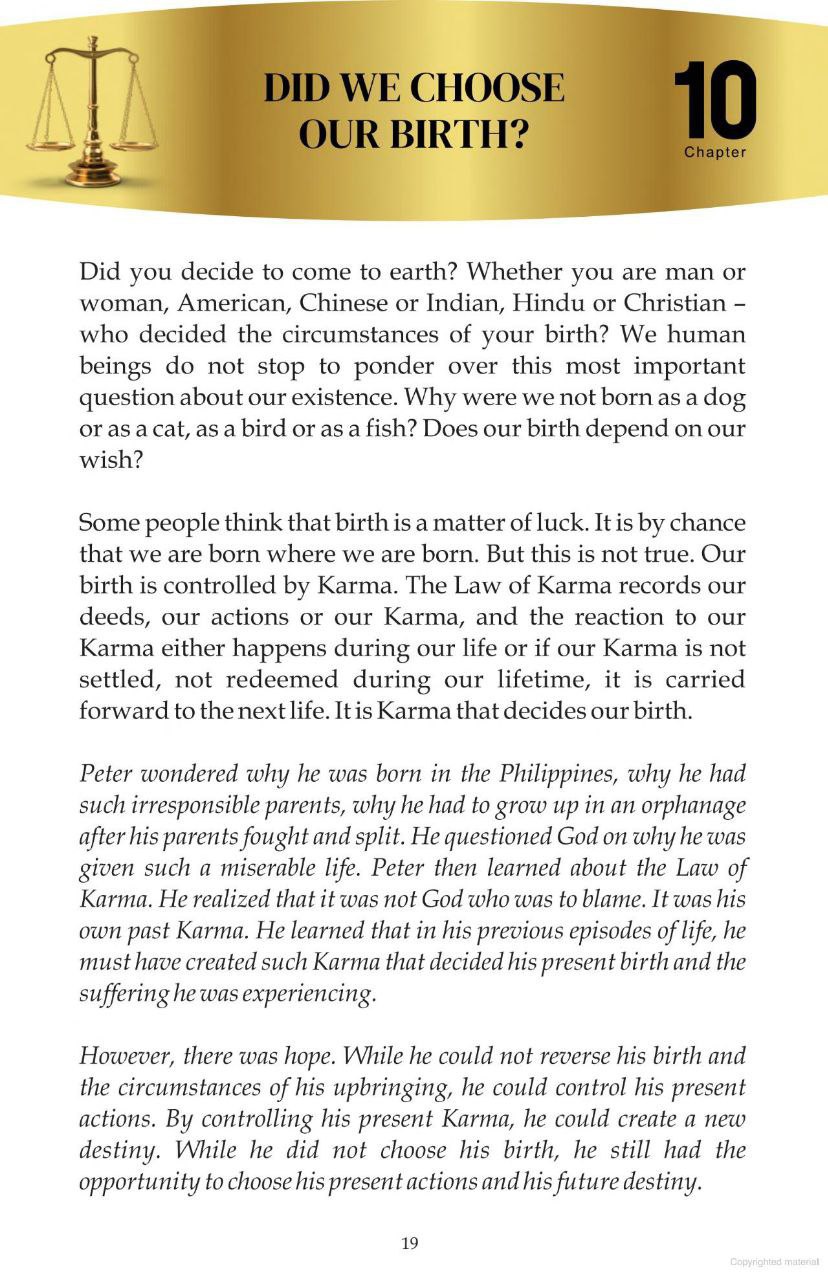 DID WE CHOOSE
OUR BIRTH?
10
Chapter
Did you decide to come to earth? Whether you are man or
woman, American, Chinese or Indian, Hindu or Christian –
who decided the circumstances of your birth? We human
beings do not stop to ponder over this most important
question about our existence. Why were we not born as a dog
or as a cat, as a bird or as a fish? Does our birth depend on our
wish?
Some people think that birth is a matter of luck. It is by chance
that we are born where we are born. But this is not true. Our
birth is controlled by Karma. The Law of Karma records our
deeds, our actions or our Karma, and the reaction to our
Karma either happens during our life or if our Karma is not
settled, not redeemed during our lifetime, it is carried
forward to the next life. It is Karma that decides our birth.
Peter wondered why he was born in the Philippines, why he had
such irresponsible parents, why he had to grow up in an orphanage
after his parents fought and split. He questioned God on why he was
given such a miserable life. Peter then learned about the Law of
Karma. He realized that it was not God who was to blame. It was his
own past Karma. He learned that in his previous episodes of life, he
must have created such Karma that decided his present birth and the
suffering he was experiencing.
However, there was hope. While he could not reverse his birth and
the circumstances of his upbringing, he could control his present
actions. By controlling his present Karma, he could create a new
destiny. While he did not choose his birth, he still had the
opportunity to choose his present actions and his future destiny.
19
Copyrighted material